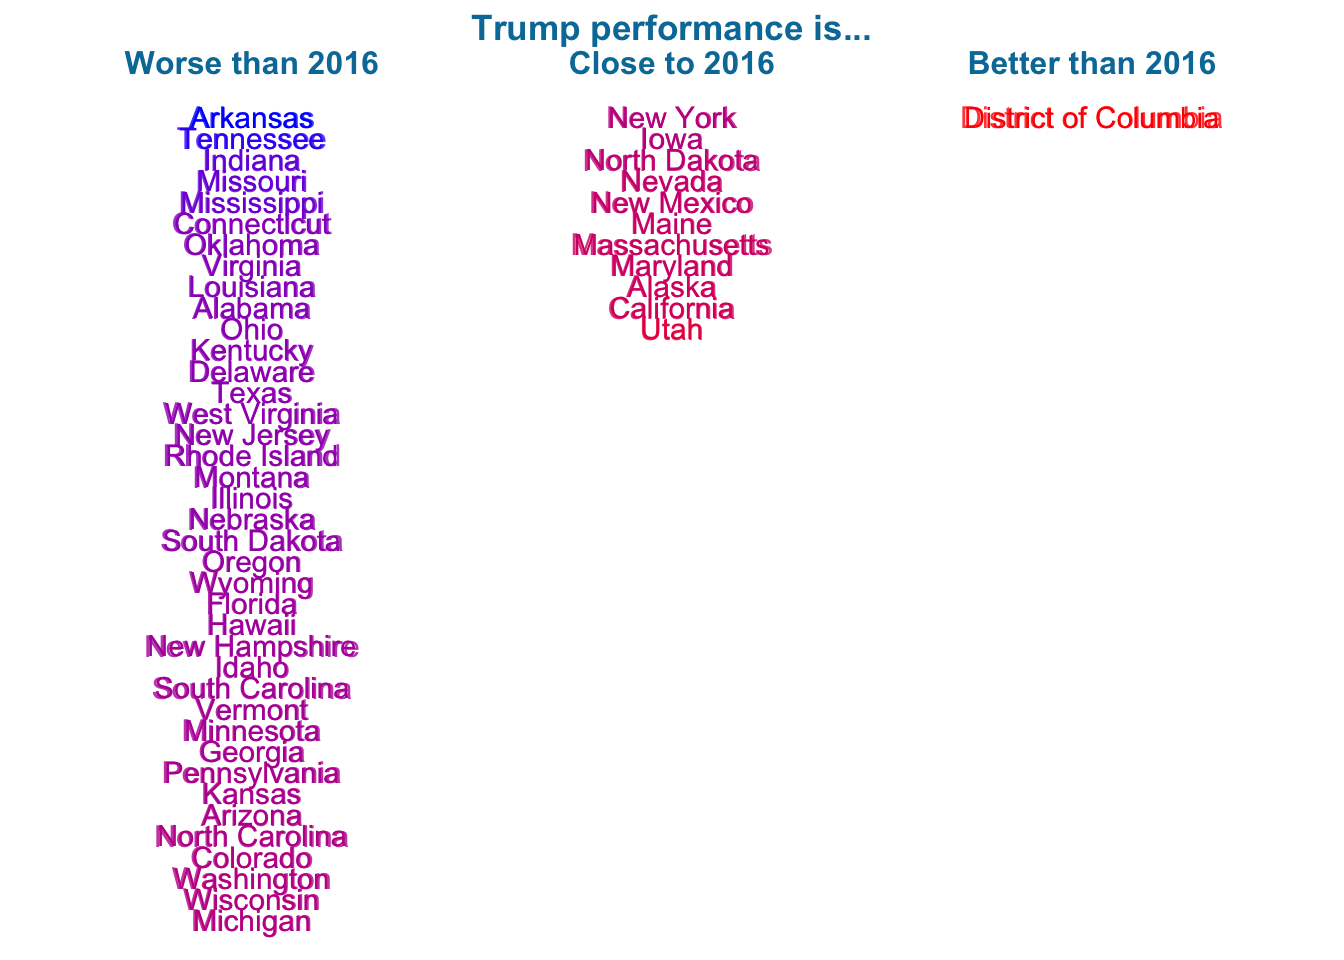 Trump performance is...
Worse than 2016
Arkansas
Tennessee
Indiana
Missouri
Mississippi
Connecticut
Oklahoma
Virginia
Louisiana
Alabama
Ohio
Kentucky
Delaware
Texas
West Virginia
New Jersey
Rhode Island
Montana
Illinois
Nebraska
South Dakota
Oregon
Wyoming
Florida
Hawaii
New Hampshire
Idaho
South Carolina
Vermont
Minnesota
Georgia
Pennsylvania
Kansas
Arizona
North Carolina
Colorado
Washington
Wisconsin
Michigan
Close to 2016
New York
Iowa
North Dakota
Nevada
New Mexico
Maine
Massachusetts
Maryland
Alaska
California
Utah
Better than 2016
District of Columbia